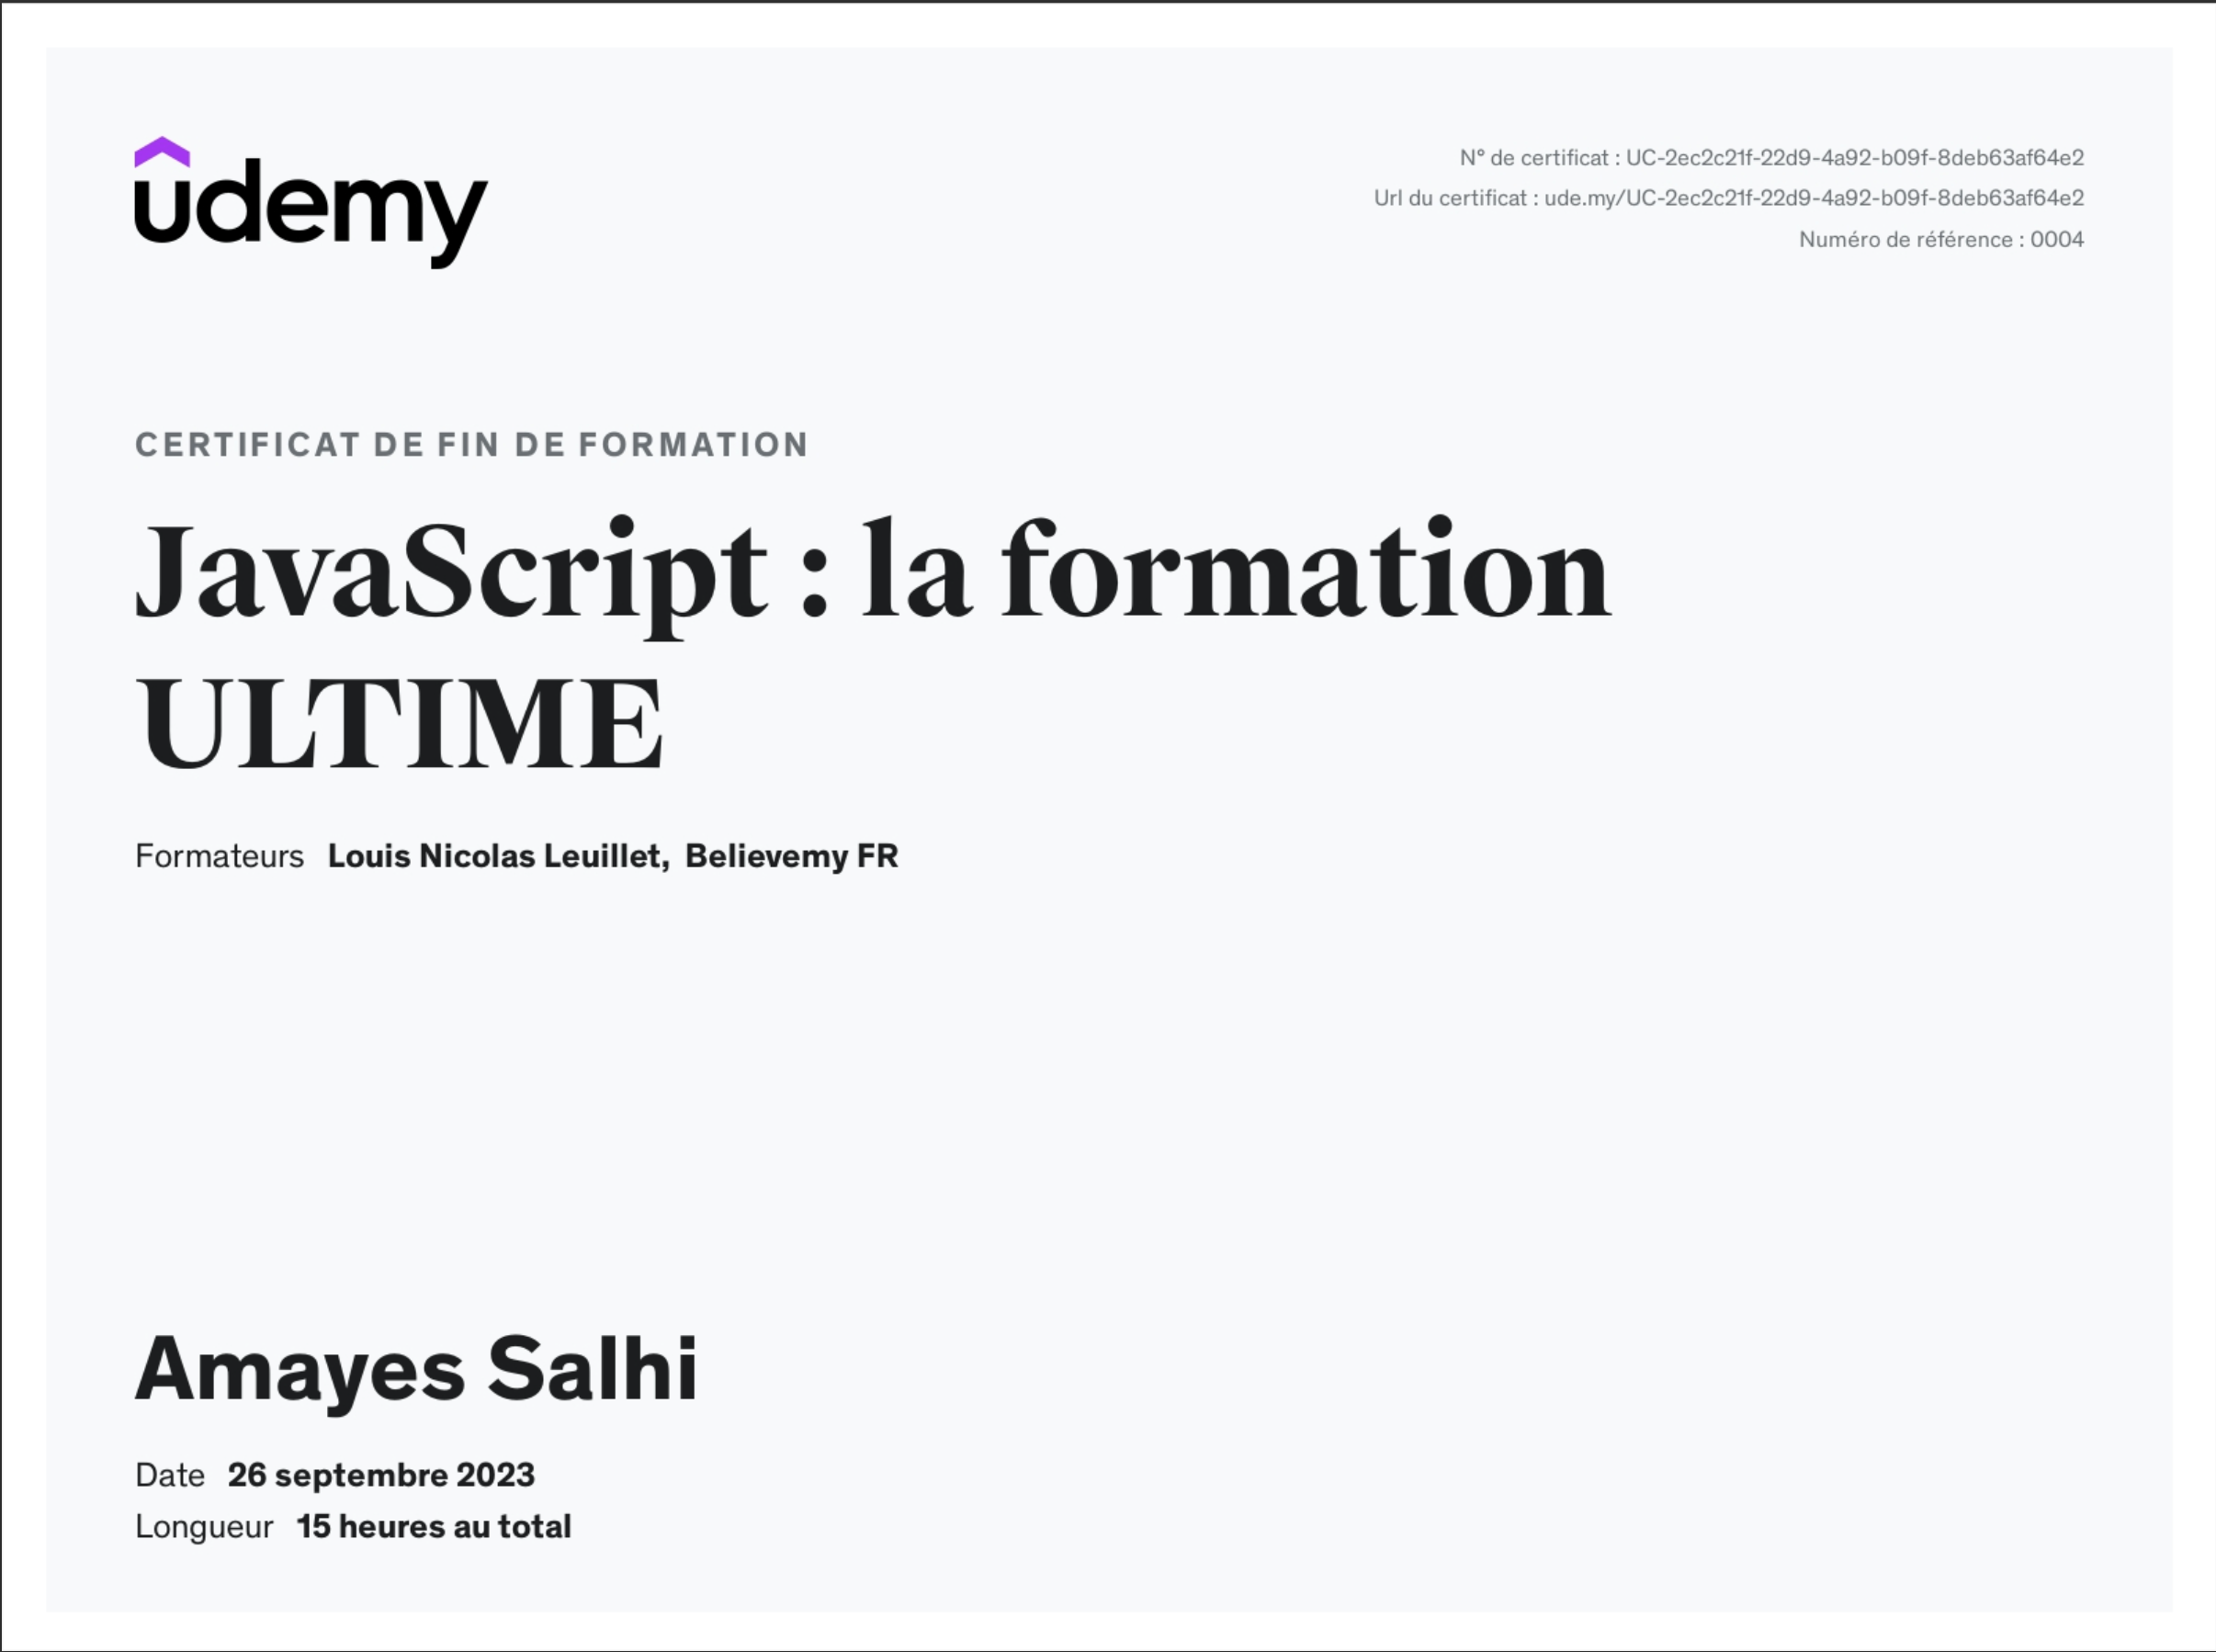 udemy
N° de certificat : UC-2ec2c21f-22d9-4a92-b09f-8deb63af64e2
Url du certificat : ude.my/UC-2ec2c21f-22d9-4a92-b09f-8deb63af64e2
Numéro de référence : 0004
CERTIFICAT DE FIN DE FORMATION
JavaScript : la formation
ULTIME
Formateurs Louis Nicolas Leuillet, Believemy FR
Amayes Salhi
Date 26 septembre 2023
Longueur 15 heures au total